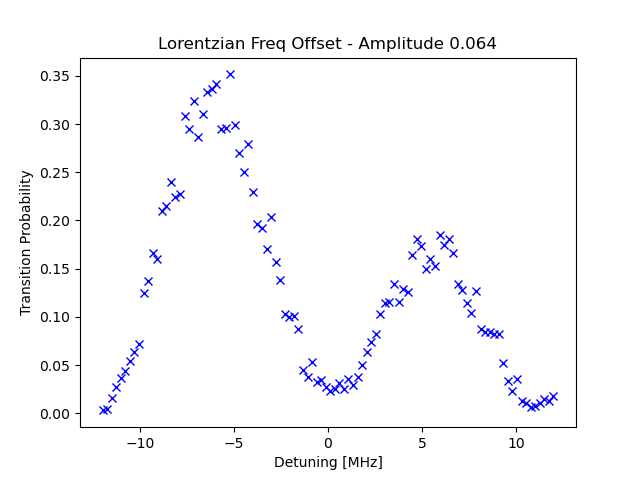 Lorentzian Freq Offset - Amplitude 0.064
Transition Probability
0.35
0.30
0.25
0.20
0.15
0.10
0.05
0.00
−10 −5 0 5 10
Detuning [MHz]